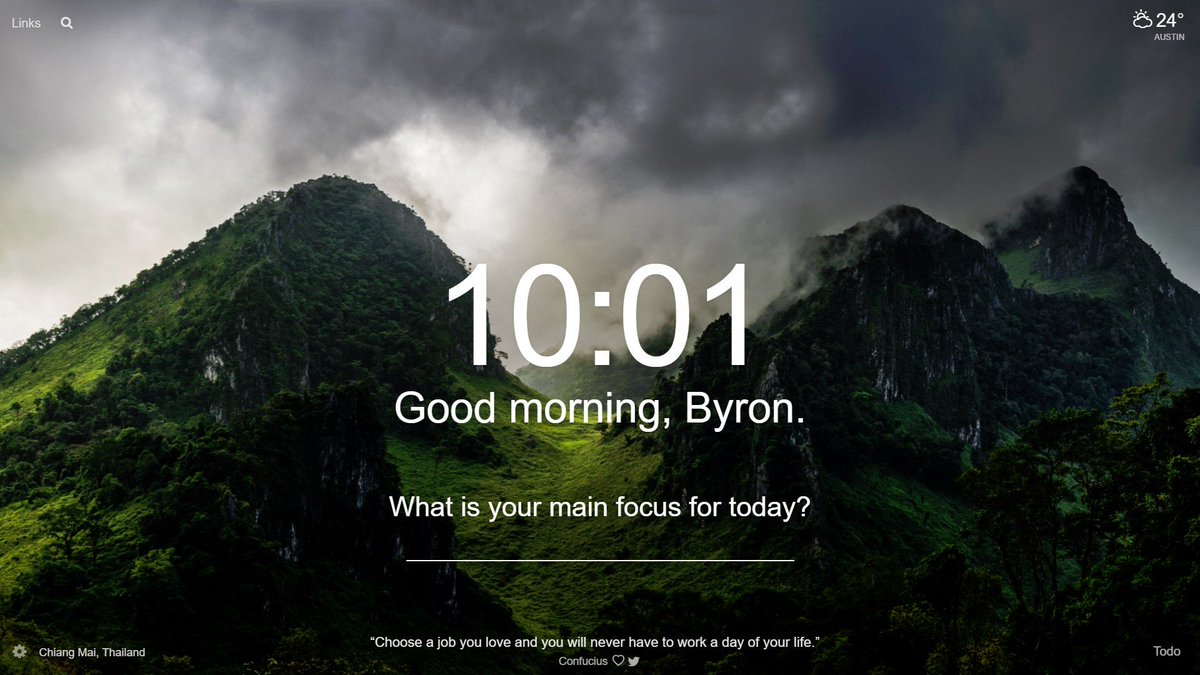 Links
24°
AUSTIN
10:01
Good morning, Byron.
What is your main focus for today?
“Choose a job you love and you will never have to work a day of your life.”
Confucius
Chiang Mai, Thailand
Todo